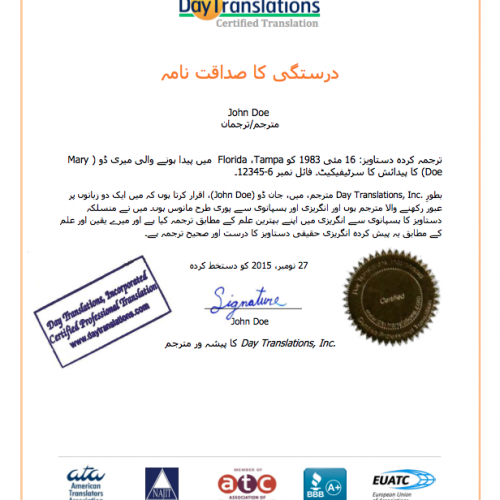 DayTranslations
Certified Translation
درستگی کا صداقت نامہ
John Doe
مترجم/ترجمان
ترجمہ کردہ دستاویز: 16 مئی 1983 کو Florida ،Tampa میں پیدا ہونے والی میری ڈو ( Mary
Doe) کا پیدائش کا سرٹیفیکیٹ۔ فائل نمبر 6-12345۔
بطور .Day Translations, Inc مترجم، میں، جان ڈو (John Doe)، اقرار کرتا ہوں کہ میں ایک دو زبانوں پر
عبور رکھنے والا مترجم ہوں اور انگریزی اور ہسپانوی سے پوری طرح مانوس ہوں۔ میں نے منسلکہ
دستاویز کا ہسپانوی سے انگریزی میں اپنے بہترین علم کے مطابق ترجمہ کیا ہے اور میرے یقین اور علم
کے مطابق یہ پیش کردہ انگریزی حقیقی دستاویز کا درست اور صحیح ترجمہ ہے۔
27 نومبر، 2015 کو دستخط کردہ
Signature
John Doe
Day Translations, Inc. کا پیشہ ور مترجم
Day Translations, Incorporated
Certified Professional Translation
www.daytranslations.com
Certified
ata
American
Translators
Association
NAJIT
MEMBER OF
atc
ASSOCIATION OF
BBB
A+
EUATC
European Union